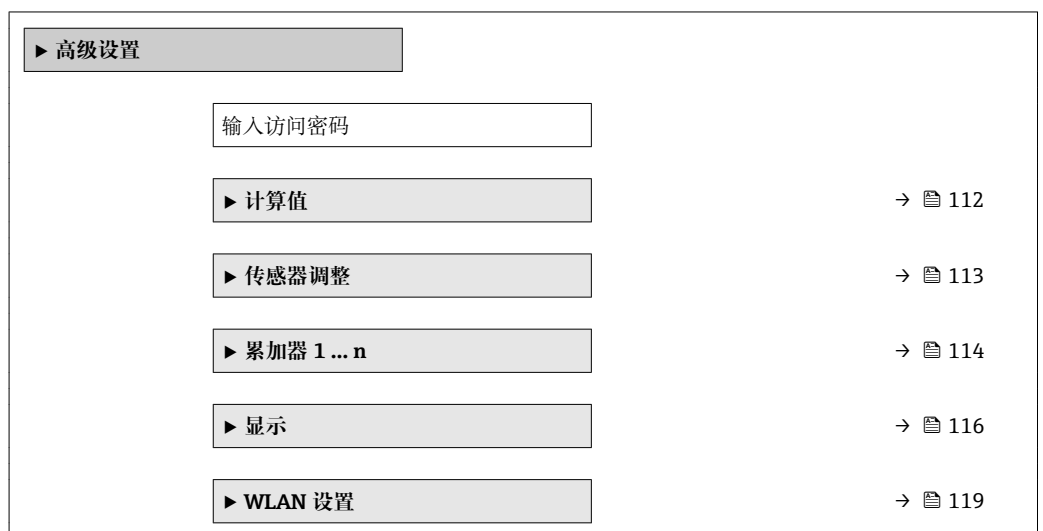 ▶ 高级设置
输入访问密码
▶ 计算值 → 🖹 112
▶ 传感器调整 → 🖹 113
▶ 累加器 1 ... n → 🖹 114
▶ 显示 → 🖹 116
▶ WLAN 设置 → 🖹 119